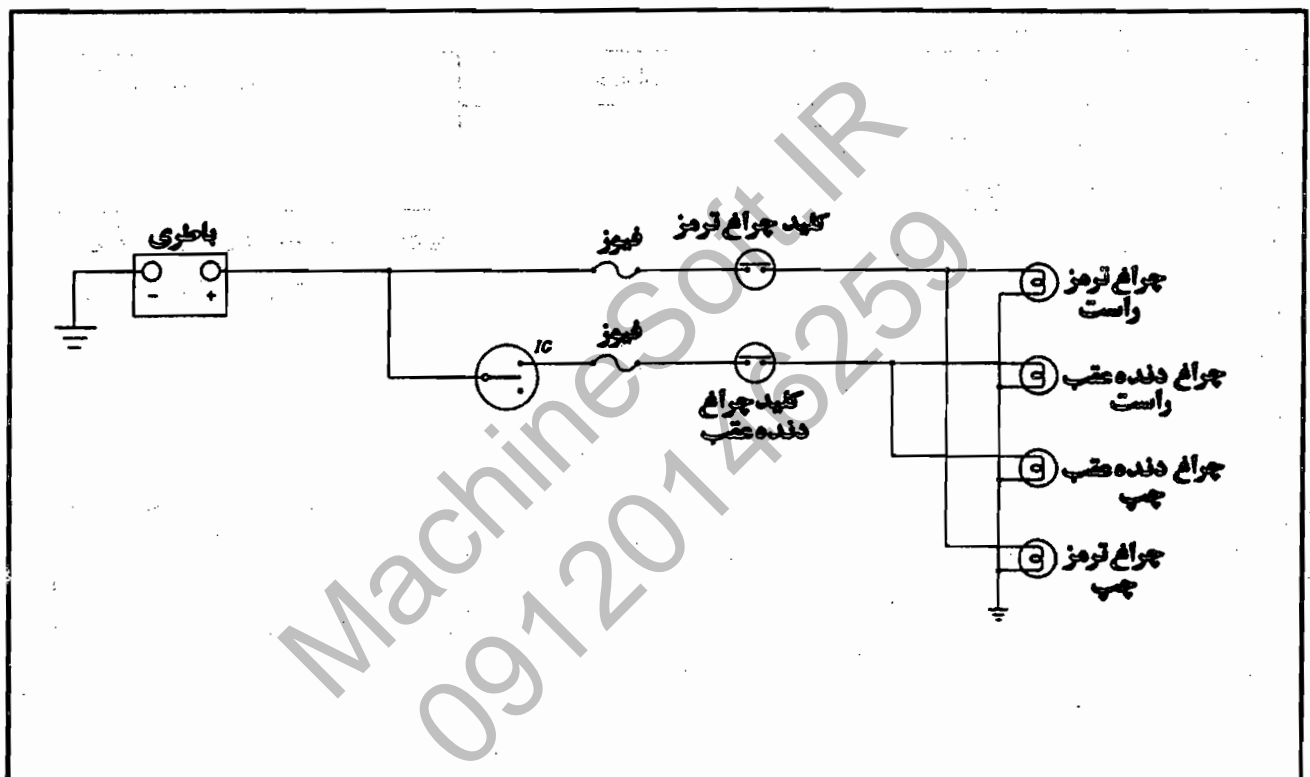 باطری
-
+
فیوز
کلید چراغ ترمز
IG
فیوز
کلید چراغ
دنده عقب
چراغ ترمز
راست
چراغ دنده عقب
راست
چراغ دنده عقب
چپ
چراغ ترمز
چپ
MachineSoft.IR
09120146259